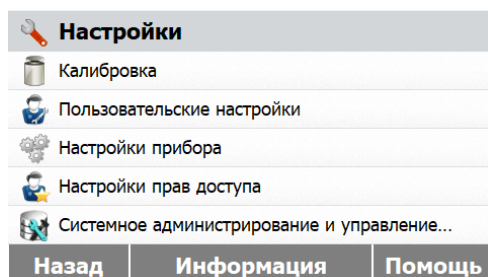 Настройки
Калибровка
Пользовательские настройки
Настройки прибора
Настройки прав доступа
Системное администрирование и управление...
Назад Информация Помощь